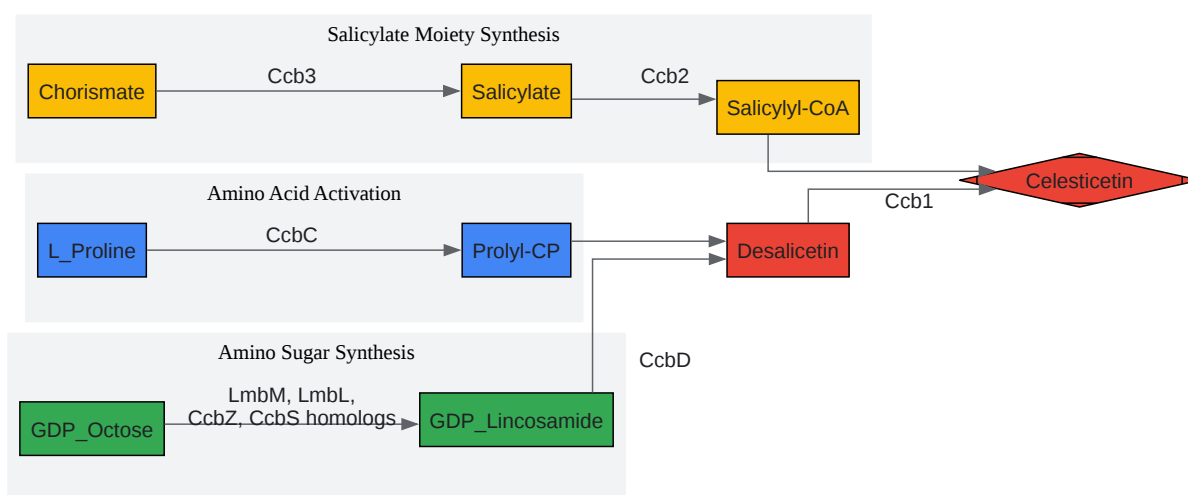 Salicylate Moiety Synthesis
Chorismate
Ccb3
Salicylate
Ccb2
Salicylyl-CoA
Celesticetin
Ccb1
Amino Acid Activation
L_Proline
CcbC
Prolyl-CP
Desalicetin
Amino Sugar Synthesis
CcbD
GDP_Octose
LmbM, LmbL,
CcbZ, CcbS homologs
GDP_Lincosamide